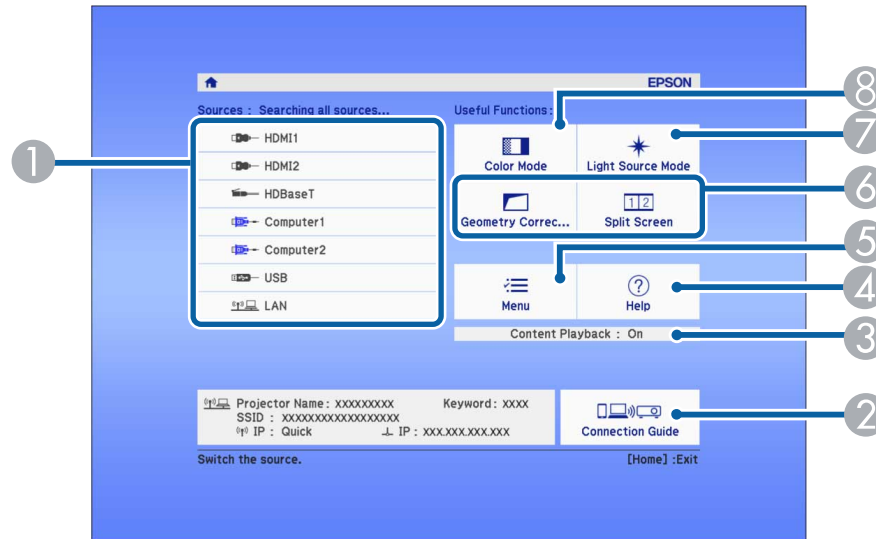 EPSON
Sources : Searching all sources...
Useful Functions:
HDMI1
HDMI2
HDBaseT
Computer1
Computer2
USB
LAN
Color Mode
Light Source Mode
1 2
Geometry Correc...
Split Screen
Menu
?
Help
Content Playback : On
Projector Name : XXXXXXXXX Keyword : XXXX
SSID : XXXXXXXXXXXXXXXXXX
IP : Quick IP : XXX.XXX.XXX.XXX
Connection Guide
Switch the source.
[Home] :Exit
1
8
7
6
5
4
3
2